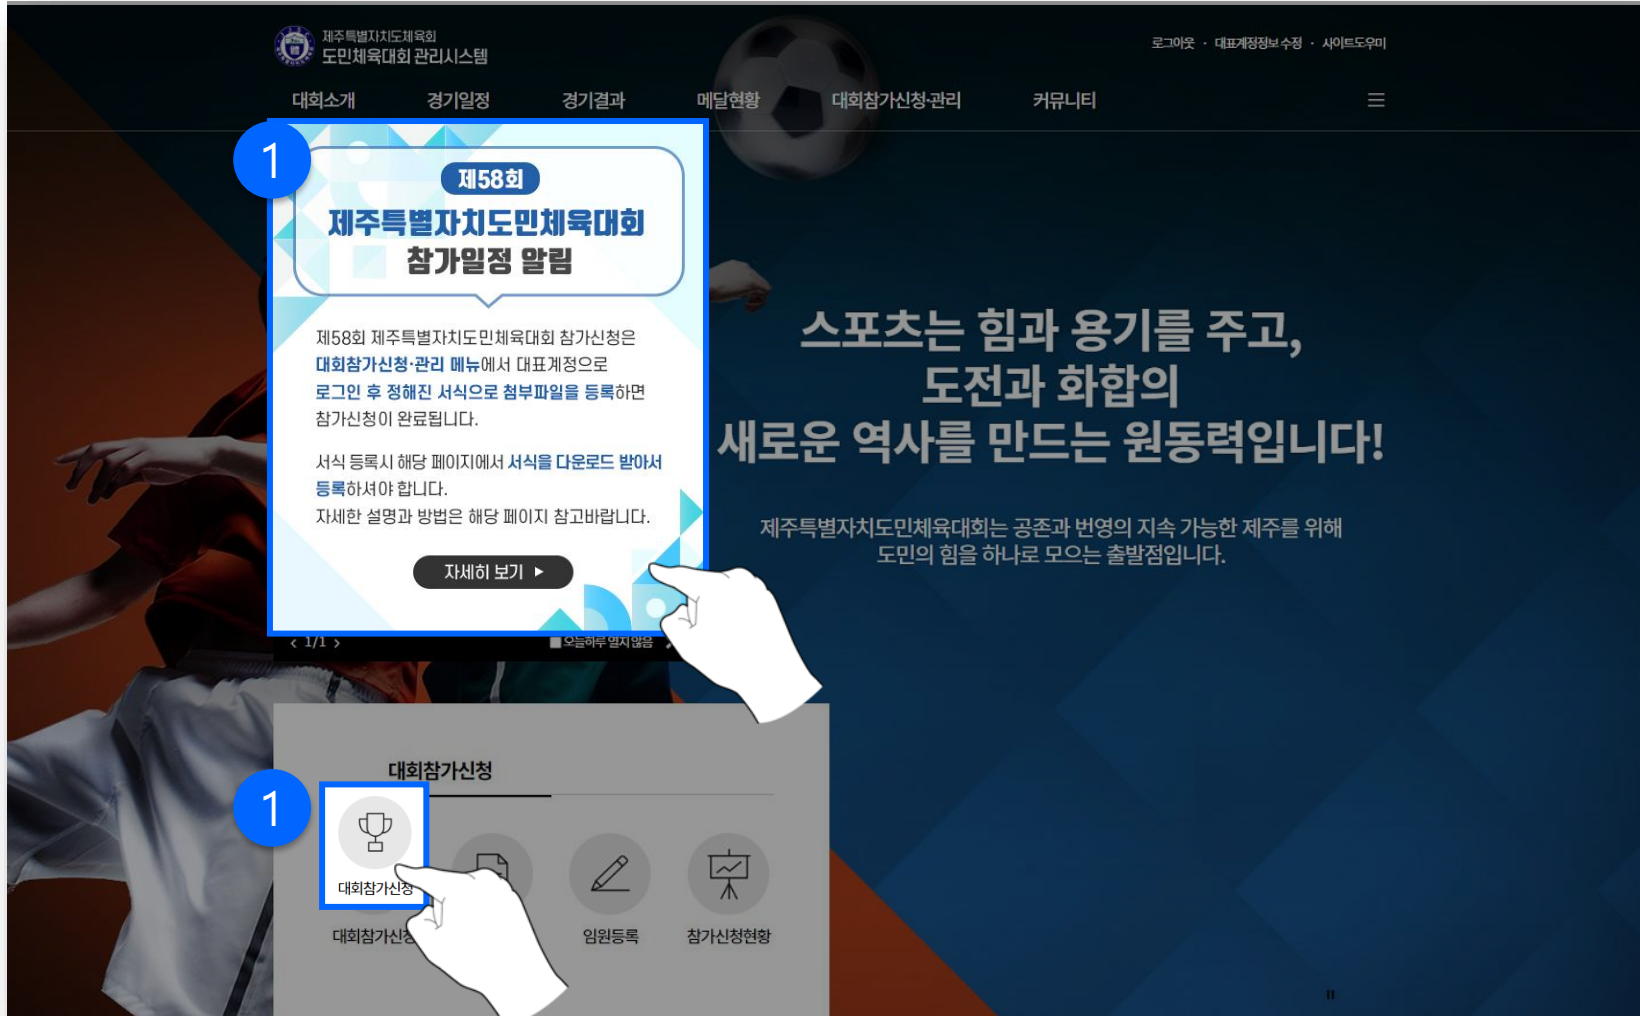 제주특별자치도체육회
도민체육대회 관리시스템
로그아웃 · 대표계정정보 수정 · 사이트도우미
대회소개 경기일정 경기결과 메달현황 대회참가신청·관리 커뮤니티
1
제58회
제주특별자치도민체육대회
참가일정 알림
제58회 제주특별자치도민체육대회 참가신청은
대회참가신청·관리 메뉴에서 대표계정으로
로그인 후 정해진 서식으로 첨부파일을 등록하면
참가신청이 완료됩니다.
서식 등록시 해당 페이지에서 서식을 다운로드 받아서
등록하셔야 합니다.
자세한 설명과 방법은 해당 페이지 참고바랍니다.
자세히 보기 ▶
< 1/1 >
오늘하루 열지 않음
스포츠는 힘과 용기를 주고,
도전과 화합의
새로운 역사를 만드는 원동력입니다!
제주특별자치도민체육대회는 공존과 번영의 지속 가능한 제주를 위해
도민의 힘을 하나로 모으는 출발점입니다.
대회참가신청
1
대회참가신청
대회참가신청
임원등록
참가신청현황